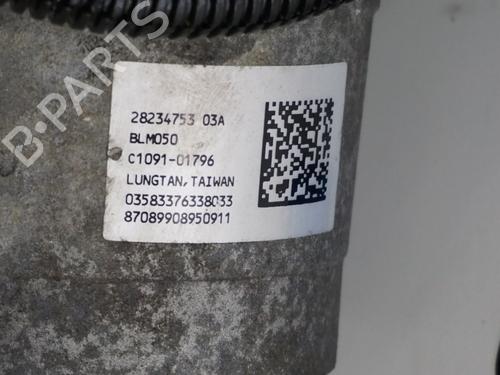 B-PARTS
28234753 03A
BLM050
C1091-01796
LUNGTAN, TAIWAN
03583376338033
87089908950911